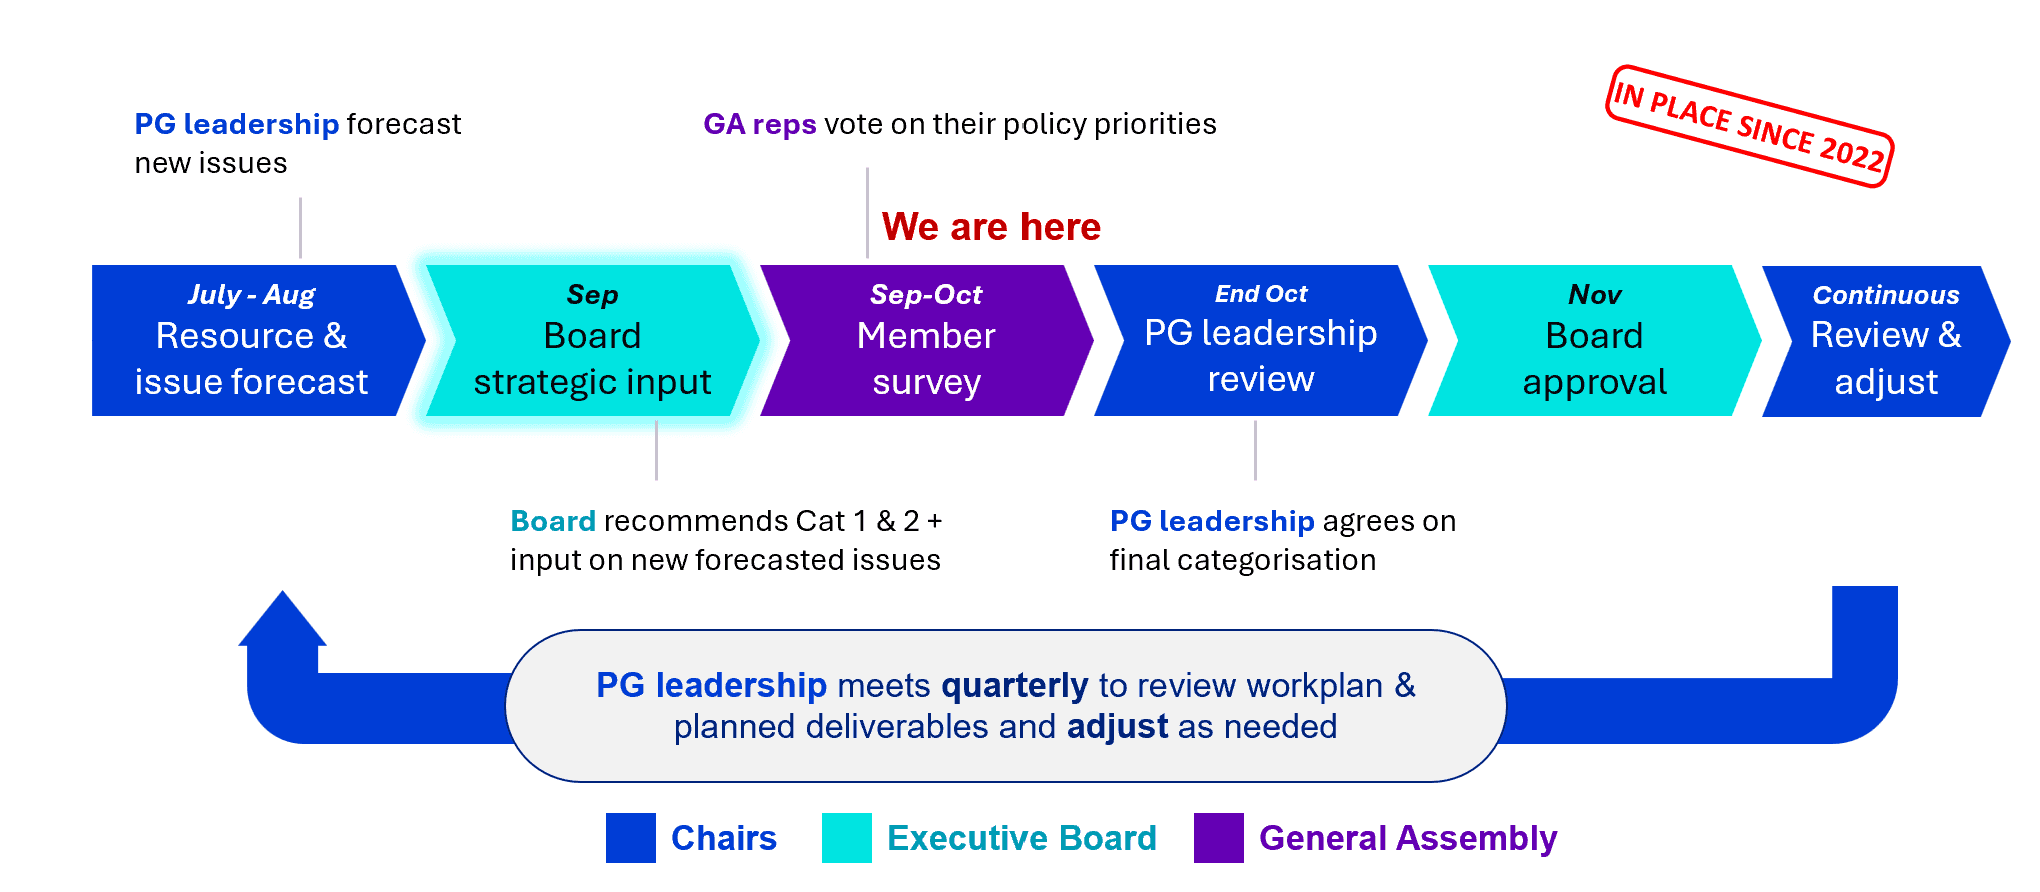 IN PLACE SINCE 2022
PG leadership forecast
new issues
GA reps vote on their policy priorities
We are here
July - Aug
Resource &
issue forecast
Sep
Board
strategic input
Sep-Oct
Member
survey
End Oct
PG leadership
review
Nov
Board
approval
Continuous
Review &
adjust
Board recommends Cat 1 & 2 +
input on new forecasted issues
PG leadership agrees on
final categorisation
PG leadership meets quarterly to review workplan &
planned deliverables and adjust as needed
Chairs
Executive Board
General Assembly